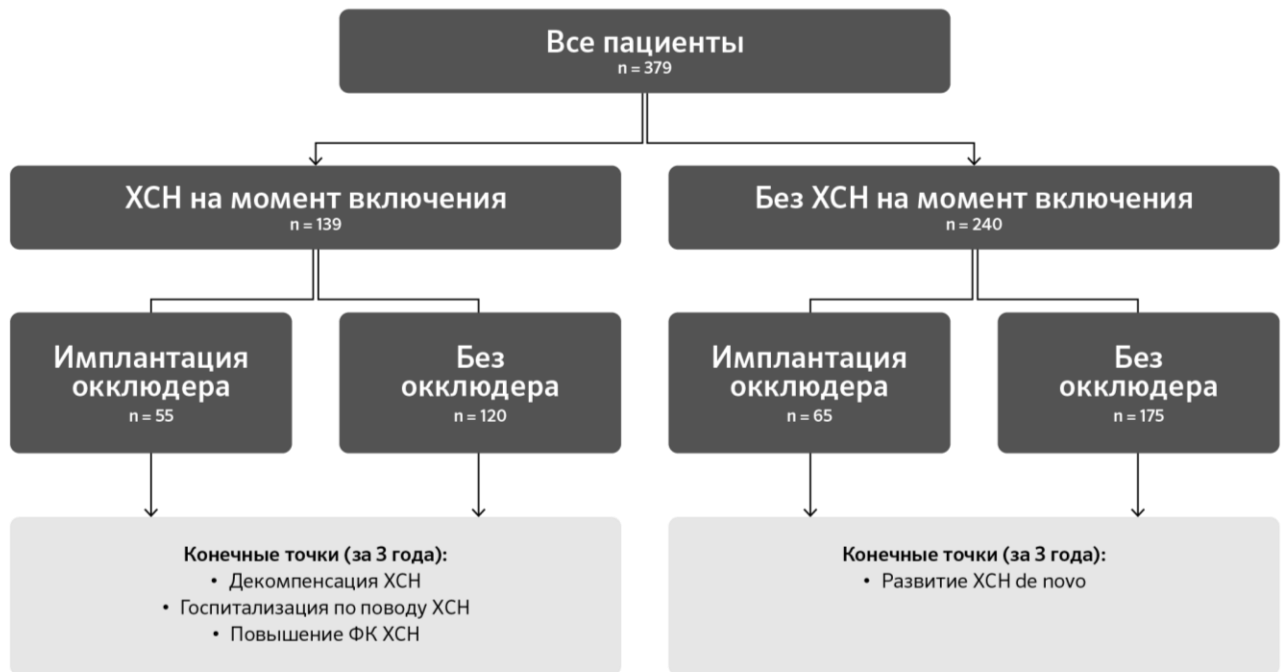 Все пациенты
n = 379
ХСН на момент включения
n = 139
Без ХСН на момент включения
n = 240
Имплантация
окклюдера
n = 55
Без
окклюдера
n = 120
Имплантация
окклюдера
n = 65
Без
окклюдера
n = 175
Конечные точки (за 3 года):
• Декомпенсация ХСН
• Госпитализация по поводу ХСН
• Повышение ФК ХСН
Конечные точки (за 3 года):
• Развитие ХСН de novo